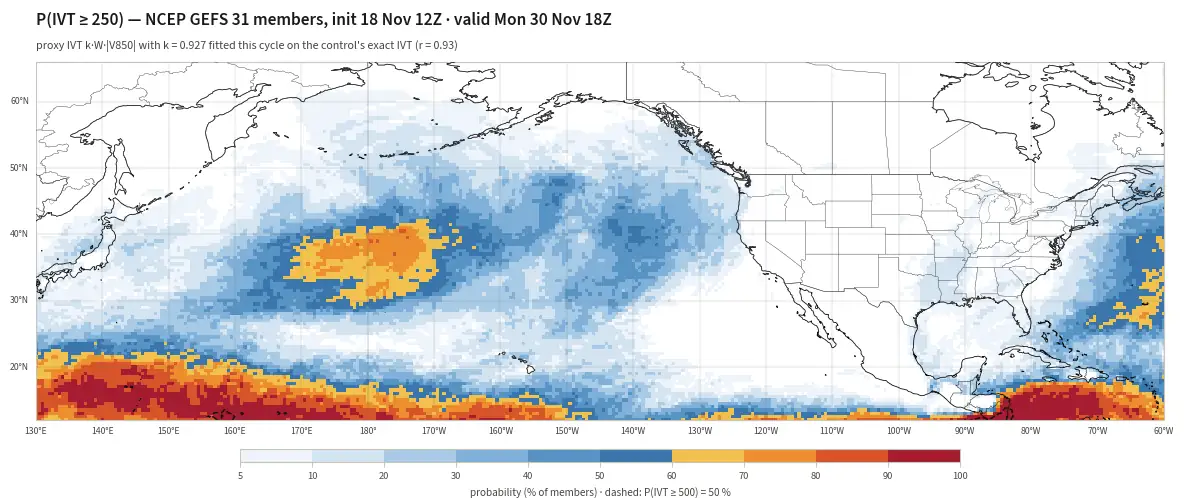 P(IVT ≥ 250) — NCEP GEFS 31 members, init 18 Nov 12Z · valid Mon 30 Nov 18Z
proxy IVT k·W·|V850| with k = 0.927 fitted this cycle on the control's exact IVT (r = 0.93)
60°N
50°N
40°N
30°N
20°N
130°E 140°E 150°E 160°E 170°E 180° 170°W 160°W 150°W 140°W 130°W 120°W 110°W 100°W 90°W 80°W 70°W 60°W
5 10 20 30 40 50 60 70 80 90 100
probability (% of members) · dashed: P(IVT ≥ 500) = 50 %